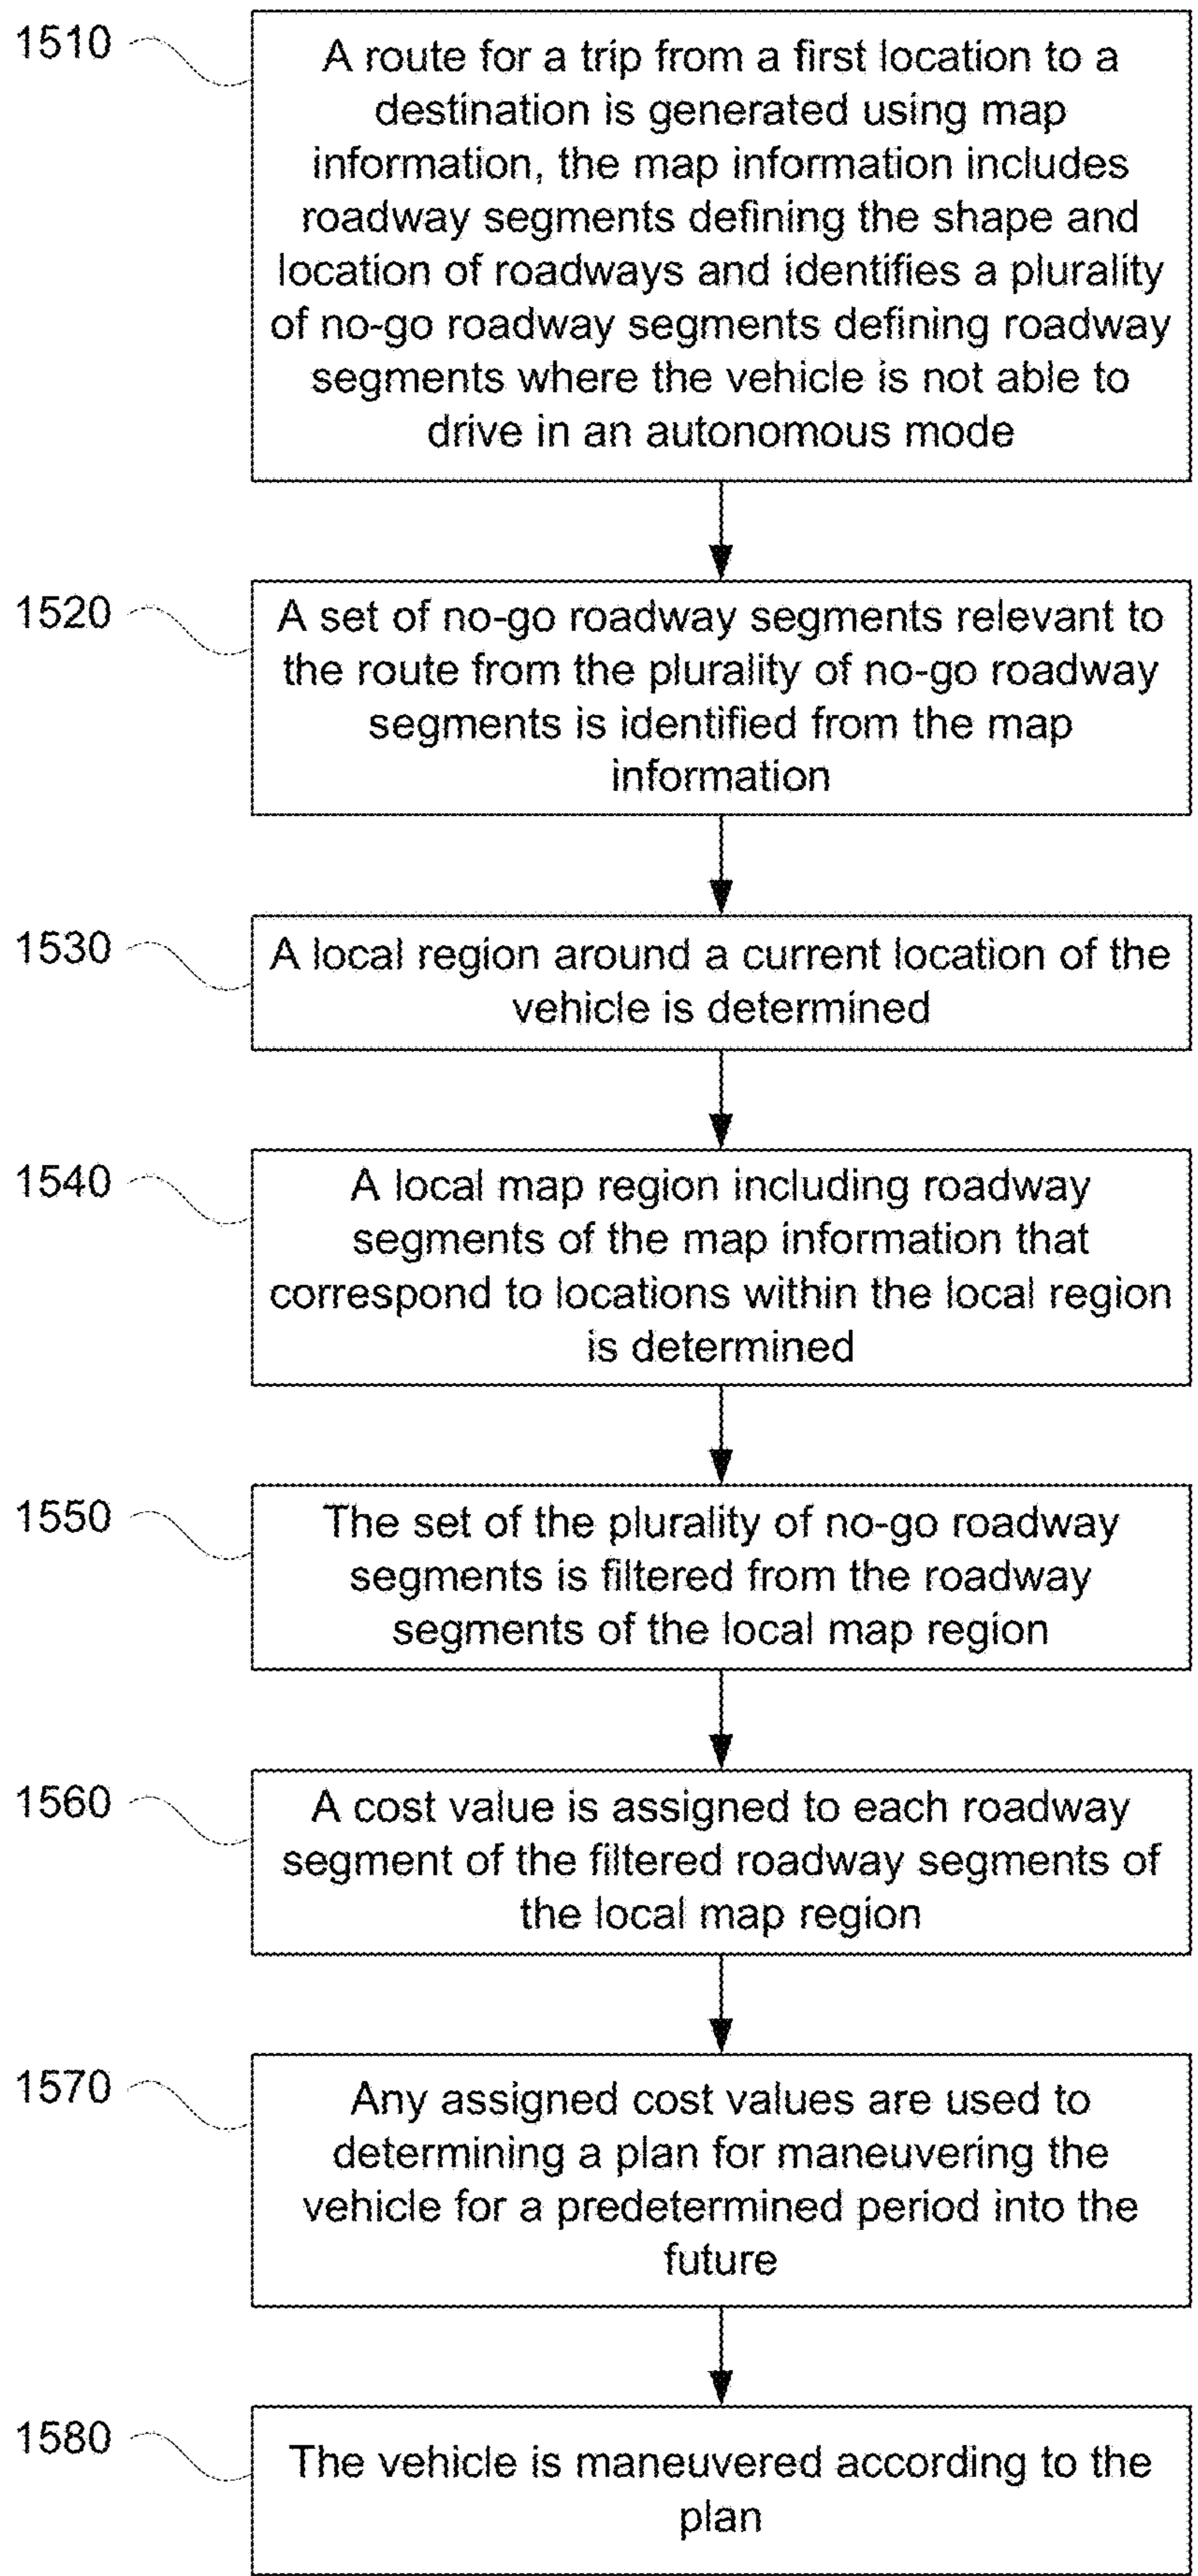 1510
A route for a trip from a first location to a
destination is generated using map
information, the map information includes
roadway segments defining the shape and
location of roadways and identifies a plurality
of no-go roadway segments defining roadway
segments where the vehicle is not able to
drive in an autonomous mode
1520
A set of no-go roadway segments relevant to
the route from the plurality of no-go roadway
segments is identified from the map
information
1530
A local region around a current location of the
vehicle is determined
1540
A local map region including roadway
segments of the map information that
correspond to locations within the local region
is determined
1550
The set of the plurality of no-go roadway
segments is filtered from the roadway
segments of the local map region
1560
A cost value is assigned to each roadway
segment of the filtered roadway segments of
the local map region
1570
Any assigned cost values are used to
determining a plan for maneuvering the
vehicle for a predetermined period into the
future
1580
The vehicle is maneuvered according to the
plan